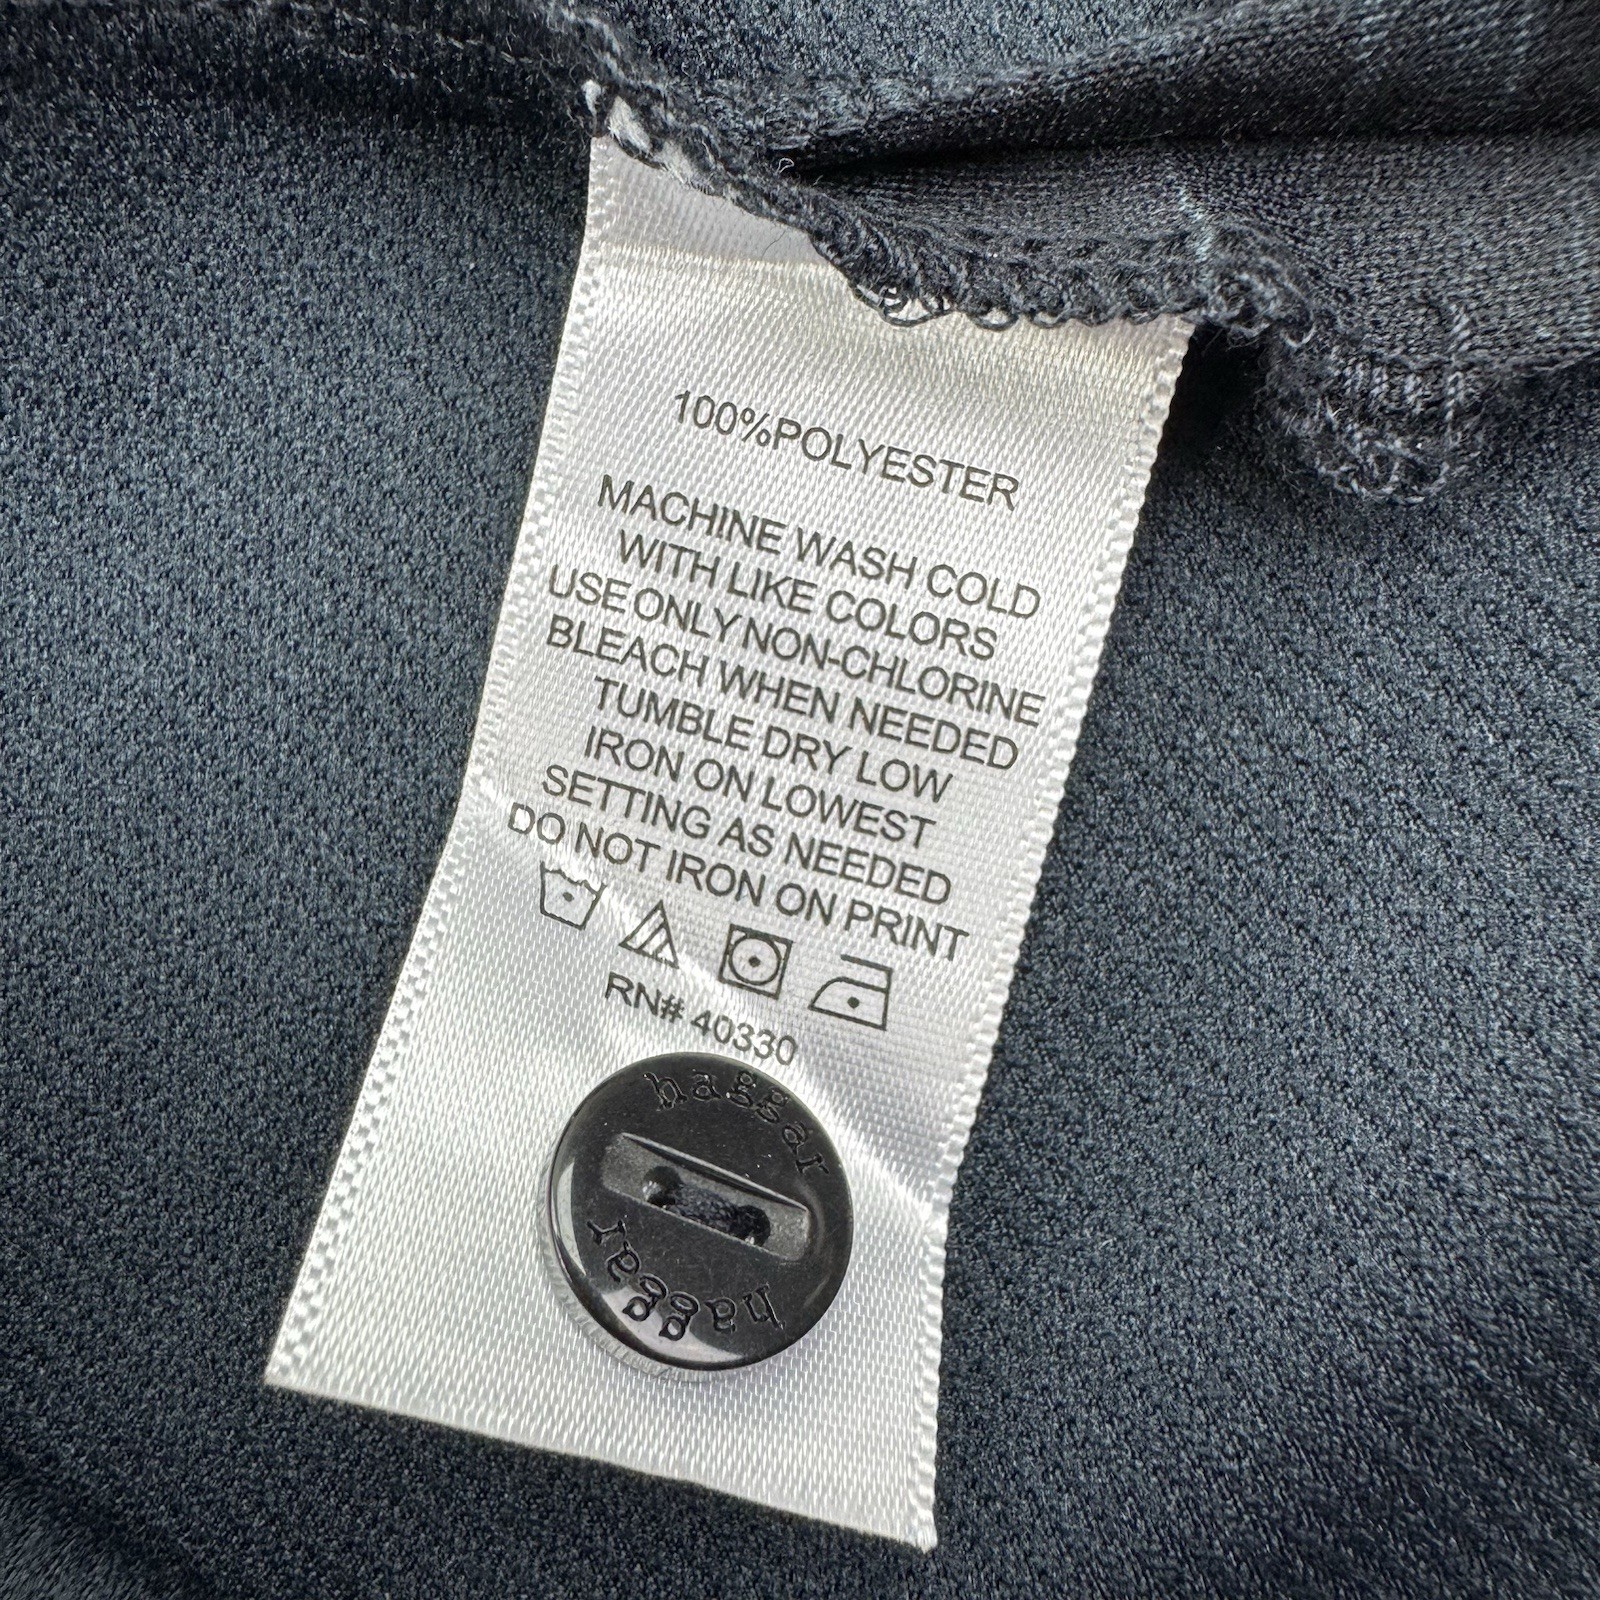 100%POLYESTER
MACHINE WASH COLD
WITH LIKE COLORS
USE ONLY NON-CHLORINE
BLEACH WHEN NEEDED
TUMBLE DRY LOW
IRON ON LOWEST
SETTING AS NEEDED
DO NOT IRON ON PRINT
RN# 40330
haggar
haggar